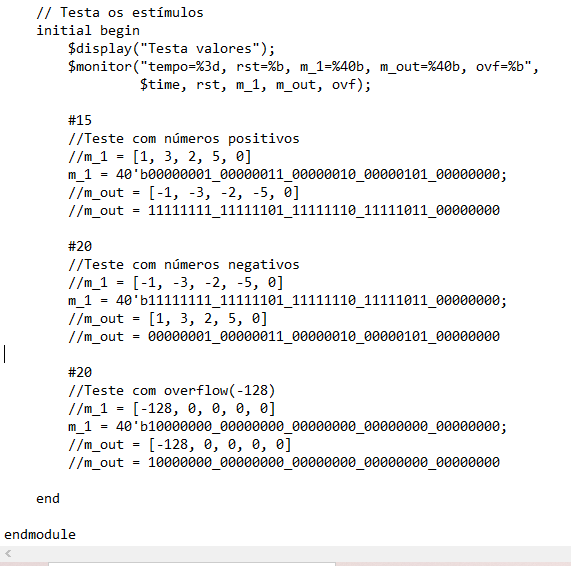 // Testa os estímulos
initial begin
$display("Testa valores");
$monitor("tempo=%3d, rst=%b, m_1=%40b, m_out=%40b, ovf=%b",
$time, rst, m_1, m_out, ovf);
#15
//Teste com números positivos
//m_1 = [1, 3, 2, 5, 0]
m_1 = 40'b00000001_00000011_00000010_00000101_00000000;
//m_out = [-1, -3, -2, -5, 0]
//m_out = 11111111_11111101_11111110_11111011_00000000
#20
//Teste com números negativos
//m_1 = [-1, -3, -2, -5, 0]
m_1 = 40'b11111111_11111101_11111110_11111011_00000000;
//m_out = [1, 3, 2, 5, 0]
//m_out = 00000001_00000011_00000010_00000101_00000000
#20
//Teste com overflow(-128)
//m_1 = [-128, 0, 0, 0, 0]
m_1 = 40'b10000000_00000000_00000000_00000000_00000000;
//m_out = [-128, 0, 0, 0, 0]
//m_out = 10000000_00000000_00000000_00000000_00000000
end
endmodule